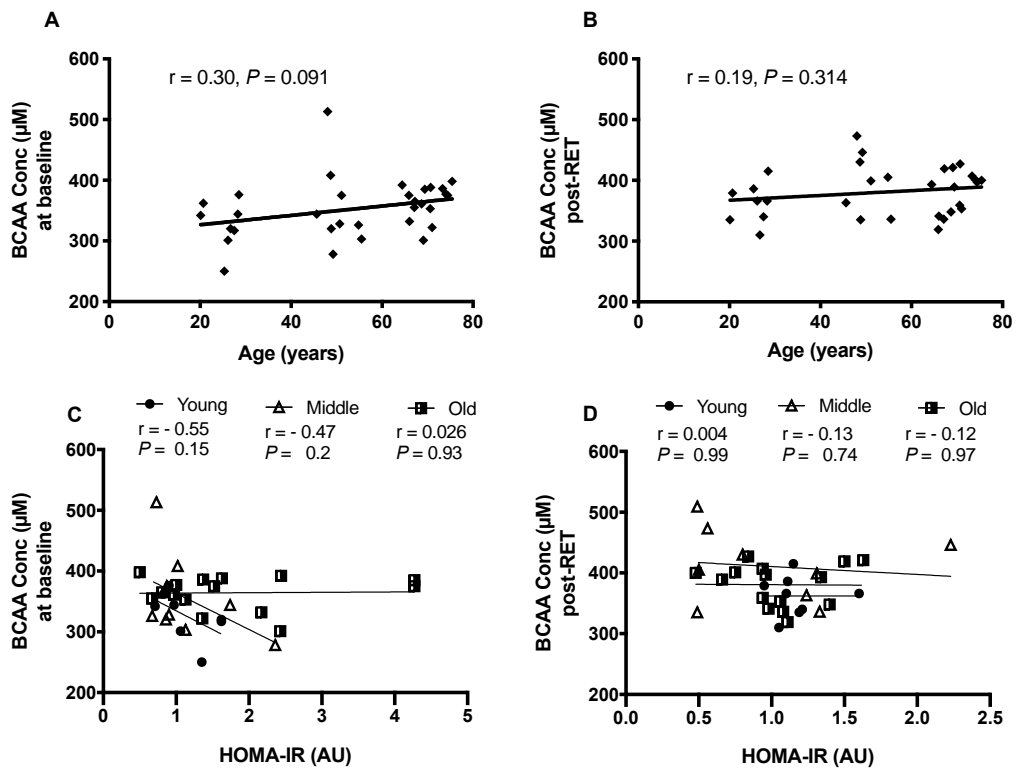 A
600
500
400
300
200
BCAA Conc (µM)
at baseline
r = 0.30, P = 0.091
0
20
40
60
80
Age (years)
B
600
500
400
300
200
BCAA Conc (µM)
post-RET
r = 0.19, P = 0.314
0
20
40
60
80
Age (years)
C
Young
Middle
Old
r = - 0.55
r = - 0.47
r = 0.026
P = 0.15
P = 0.2
P = 0.93
600
500
400
300
200
BCAA Conc (µM)
at baseline
0
1
2
3
4
5
HOMA-IR (AU)
D
Young
Middle
Old
r = 0.004
r = - 0.13
r = - 0.12
P = 0.99
P = 0.74
P = 0.97
600
500
400
300
200
BCAA Conc (µM)
post-RET
0.0
0.5
1.0
1.5
2.0
2.5
HOMA-IR (AU)